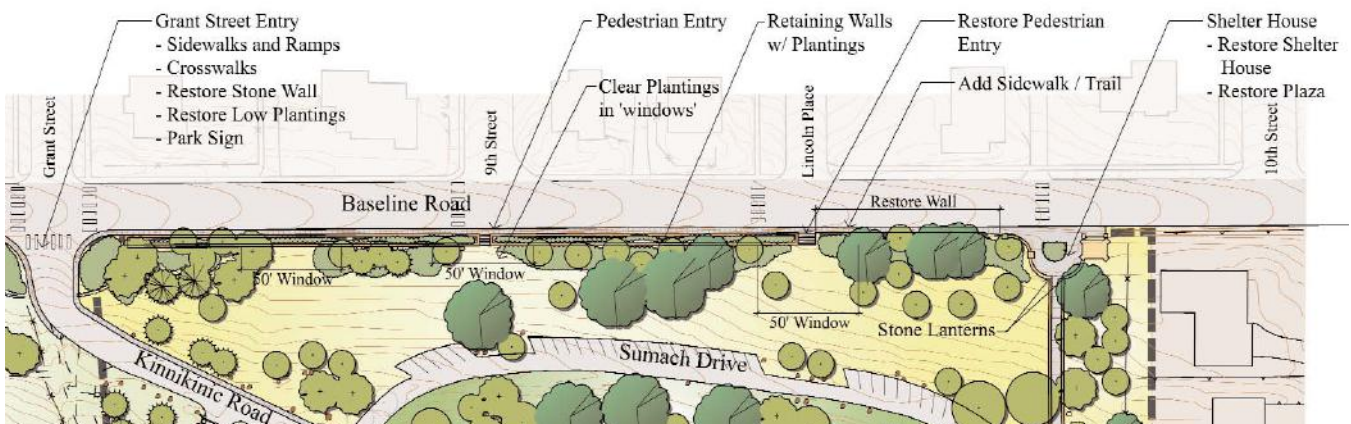 Grant Street Entry
- Sidewalks and Ramps
- Crosswalks
- Restore Stone Wall
- Restore Low Plantings
- Park Sign
Pedestrian Entry
Clear Plantings
in 'windows'
Retaining Walls
w/ Plantings
Restore Pedestrian
Entry
Add Sidewalk / Trail
Shelter House
- Restore Shelter
House
- Restore Plaza
Grant Street
9th Street
Lincoln Place
10th Street
Baseline Road
Restore Wall
50' Window
50' Window
50' Window
Stone Lanterns
Sumach Drive
Kinnikinic Road